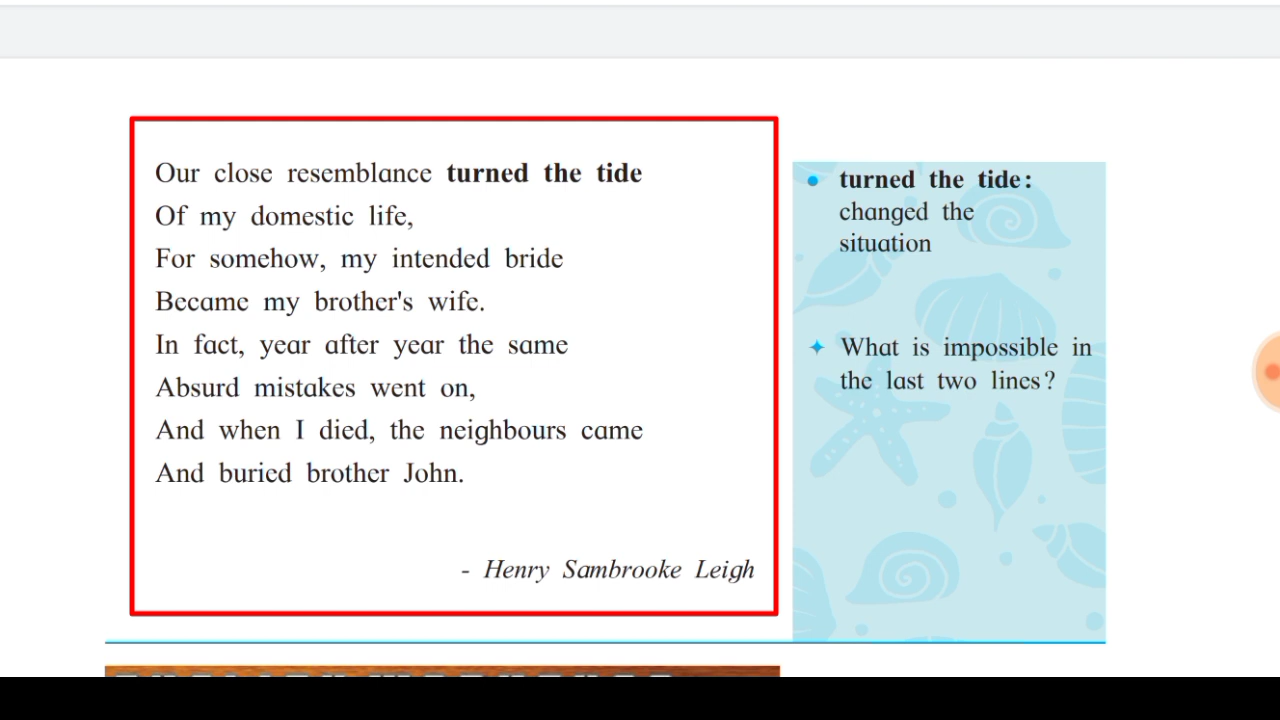 Our close resemblance turned the tide
Of my domestic life,
For somehow, my intended bride
Became my brother's wife.
In fact, year after year the same
Absurd mistakes went on,
And when I died, the neighbours came
And buried brother John.
- Henry Sambrooke Leigh
• turned the tide:
changed the
situation
✦ What is impossible in
the last two lines?